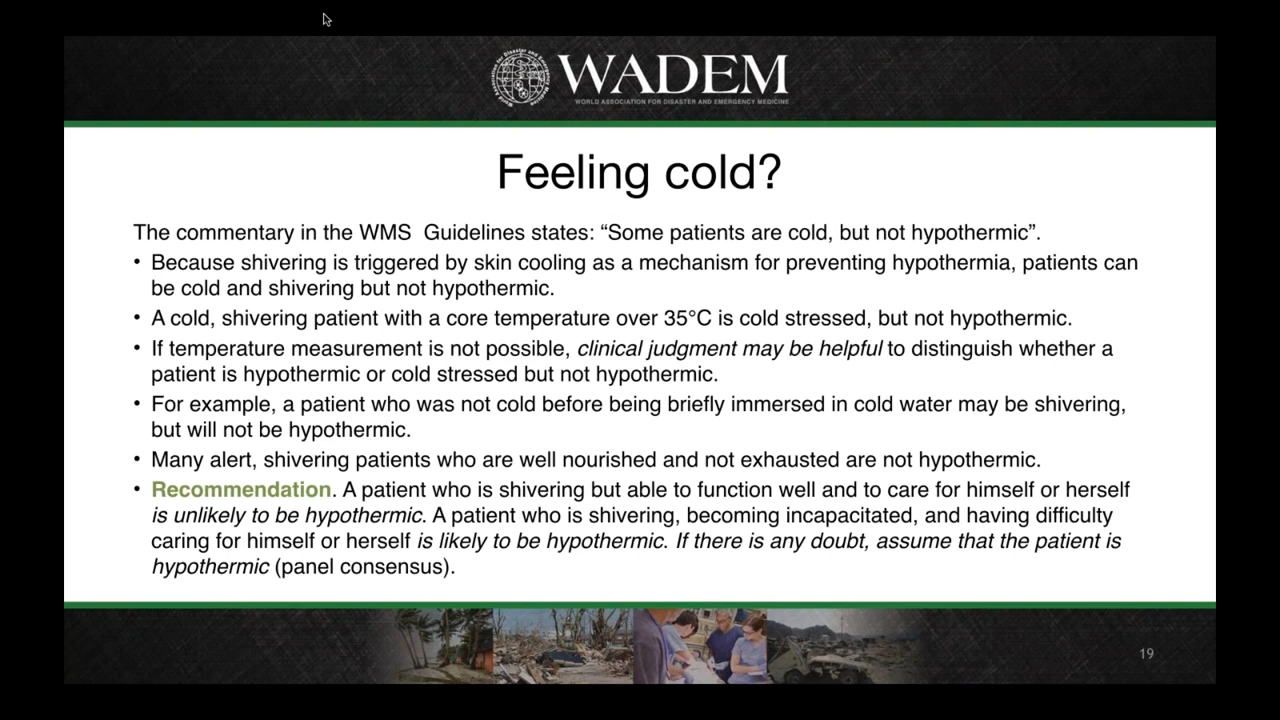 World Association for Disaster and Emergency Medicine
WADEM
WORLD ASSOCIATION FOR DISASTER AND EMERGENCY MEDICINE
Feeling cold?
The commentary in the WMS  Guidelines states: “Some patients are cold, but not hypothermic”.
• Because shivering is triggered by skin cooling as a mechanism for preventing hypothermia, patients can
be cold and shivering but not hypothermic.
• A cold, shivering patient with a core temperature over 35°C is cold stressed, but not hypothermic.
• If temperature measurement is not possible, clinical judgment may be helpful to distinguish whether a
patient is hypothermic or cold stressed but not hypothermic.
• For example, a patient who was not cold before being briefly immersed in cold water may be shivering,
but will not be hypothermic.
• Many alert, shivering patients who are well nourished and not exhausted are not hypothermic.
• Recommendation. A patient who is shivering but able to function well and to care for himself or herself
is unlikely to be hypothermic. A patient who is shivering, becoming incapacitated, and having difficulty
caring for himself or herself is likely to be hypothermic. If there is any doubt, assume that the patient is
hypothermic (panel consensus).
19